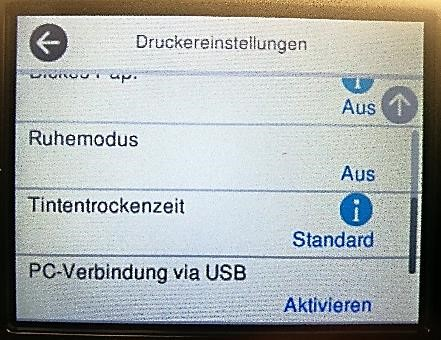 Druckereinstellungen
Aus
Ruhemodus
Aus
Tintentrockenzeit
i
Standard
PC-Verbindung via USB
Aktivieren